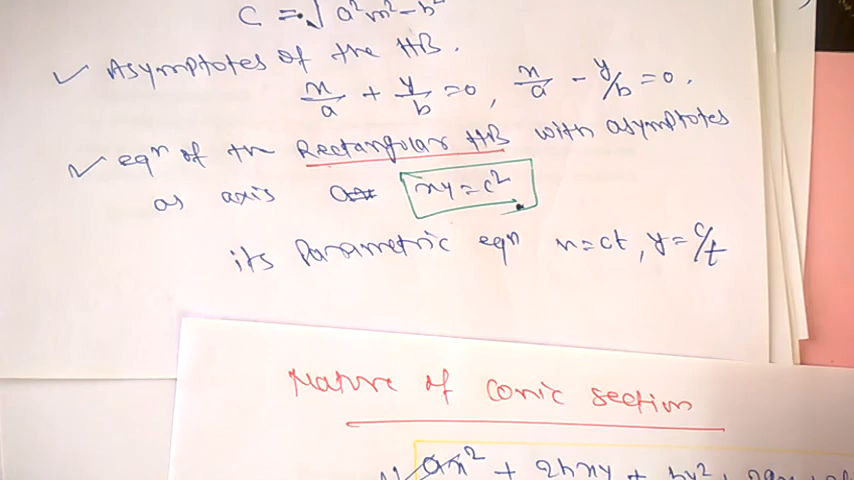 C = √a²m² - b²
✓ Asymptotes of the HB.
x/a + y/b = 0, x/a - y/b = 0.
✓ eqⁿ of the Rectangular HB with asymptotes
as axis xy = c²
its Parametric eqⁿ x = ct, y = c/t
Nature of conic section
ax² + 2hxy + by² +